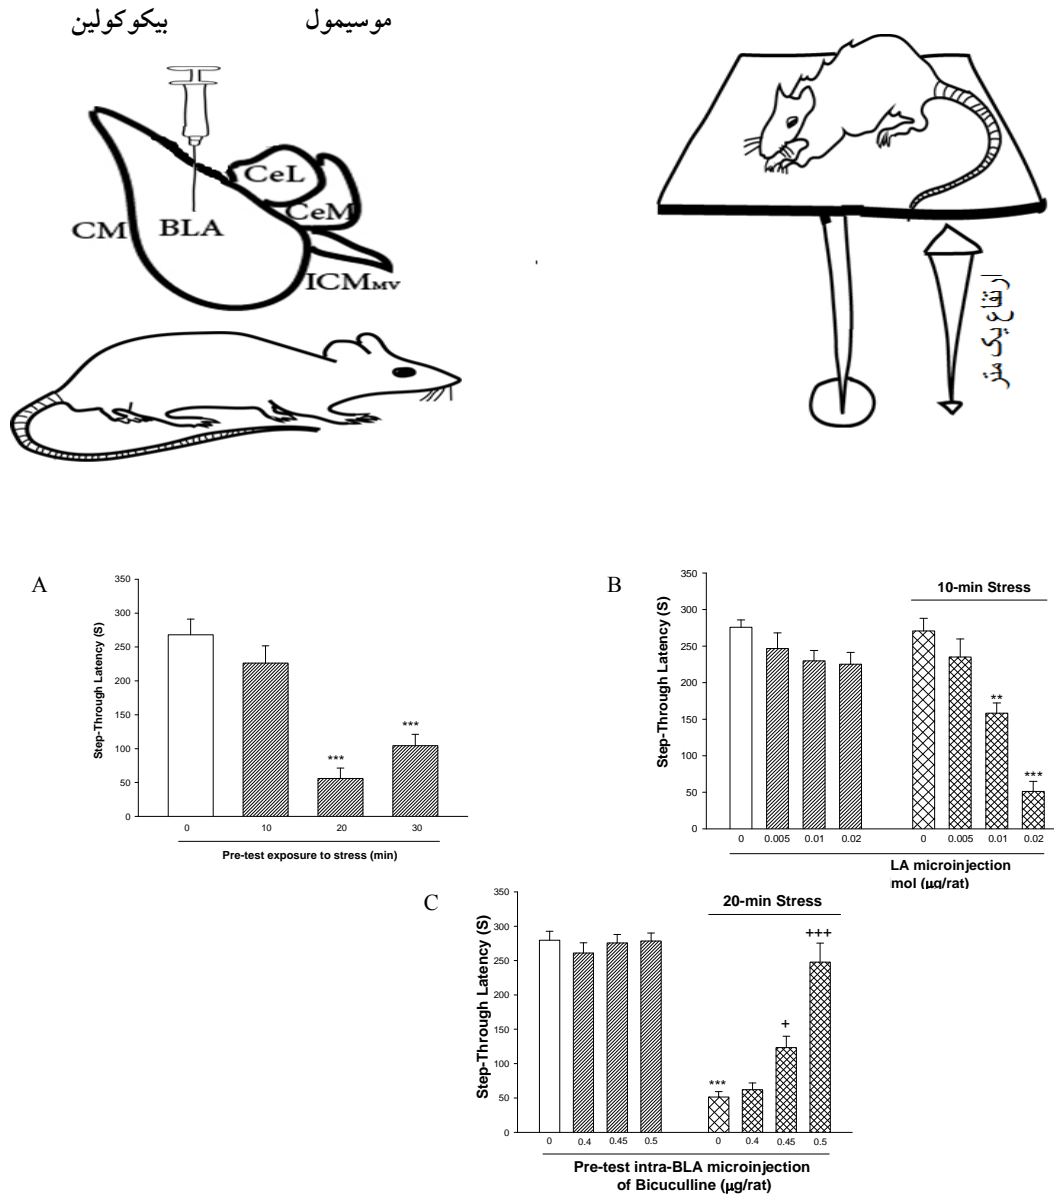 موسیمول بیکوکولین
CeL
CeM
CM BLA
ICM MV
ارتفاع یک متر
A
Step-Through Latency (S)
350
300
250
200
150
100
50
0
0 10 20 30
***
***
Pre-test exposure to stress (min)
B
Step-Through Latency (S)
350
300
250
200
150
100
50
0
10-min Stress
**
***
0 0.005 0.01 0.02 0 0.005 0.01 0.02
LA microinjection
mol (µg/rat)
C
Step-Through Latency (S)
350
300
250
200
150
100
50
0
20-min Stress
***
+
+++
0 0.4 0.45 0.5 0 0.4 0.45 0.5
Pre-test intra-BLA microinjection
of Bicuculline (µg/rat)